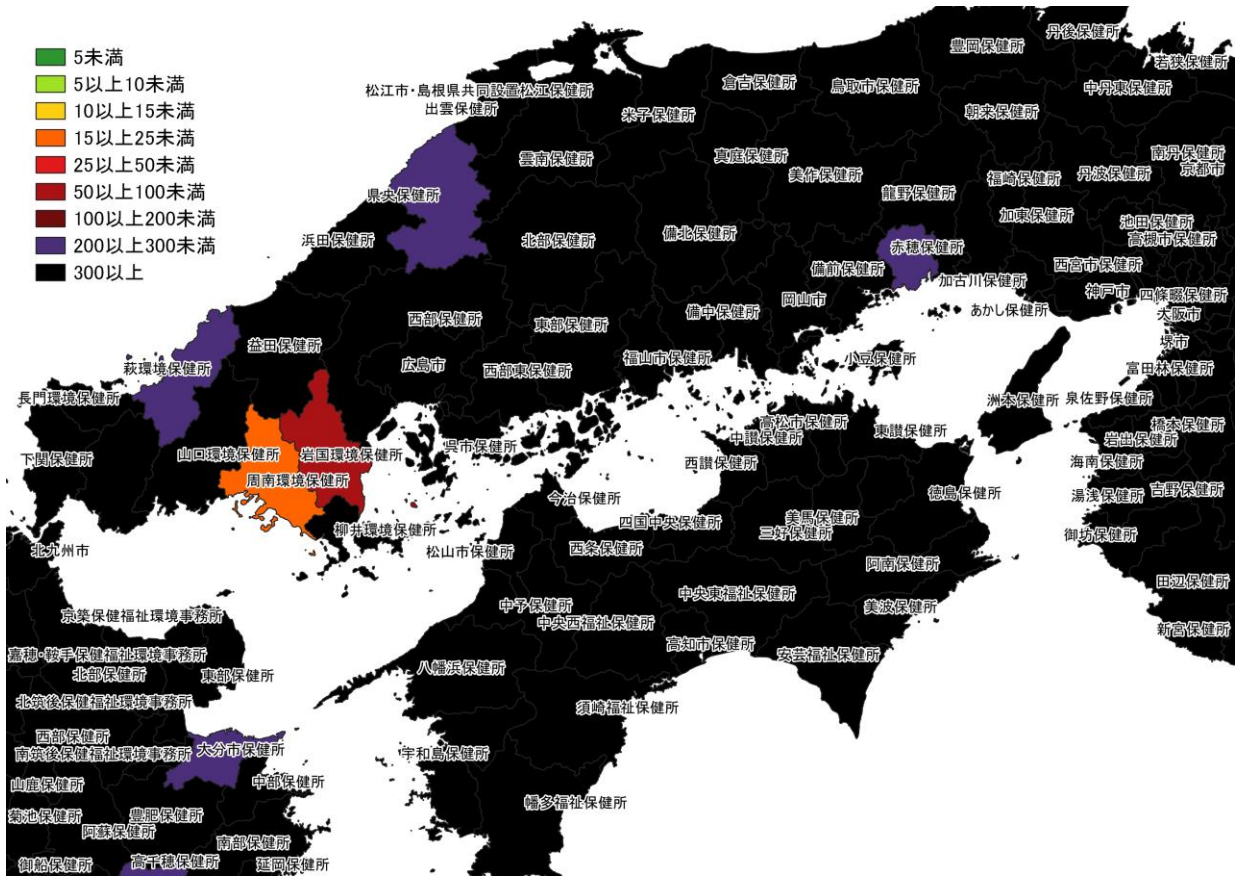 5未満
5以上10未満
10以上15未満
15以上25未満
25以上50未満
50以上100未満
100以上200未満
200以上300未満
300以上
丹後保健所
豊岡保健所
若狭保健所
倉吉保健所
鳥取市保健所
中丹東保健所
松江市・島根県共同設置松江保健所
出雲保健所
米子保健所
朝来保健所
雲南保健所
真庭保健所
美作保健所
南丹保健所
京都市
福崎保健所
丹波保健所
県央保健所
龍野保健所
加東保健所
池田保健所
浜田保健所
北部保健所
備北保健所
赤穂保健所
高槻市保健所
備前保健所
西宮市保健所
加古川保健所
神戸市
四條畷保健所
岡山市
あかし保健所
大阪市
西部保健所
東部保健所
備中保健所
益田保健所
堺市
萩環境保健所
広島市
西部東保健所
福山市保健所
小豆保健所
富田林保健所
長門環境保健所
洲本保健所
泉佐野保健所
高松市保健所
東讃保健所
橋本保健所
中讃保健所
岩出保健所
呉市保健所
下関保健所
山口環境保健所
岩国環境保健所
西讃保健所
海南保健所
周南環境保健所
今治保健所
徳島保健所
湯浅保健所
吉野保健所
四国中央保健所
美馬保健所
三好保健所
柳井環境保健所
御坊保健所
北九州市
松山市保健所
西条保健所
阿南保健所
田辺保健所
中央東福祉保健所
中予保健所
美波保健所
京築保健福祉環境事務所
中央西福祉保健所
新宮保健所
高知市保健所
安芸福祉保健所
嘉穂・鞍手保健福祉環境事務所
北部保健所
東部保健所
八幡浜保健所
北筑後保健福祉環境事務所
須崎福祉保健所
西部保健所
南筑後保健福祉環境事務所
大分市保健所
宇和島保健所
山鹿保健所
中部保健所
幡多福祉保健所
菊池保健所
豊肥保健所
阿蘇保健所
南部保健所
御船保健所
高千穂保健所
延岡保健所